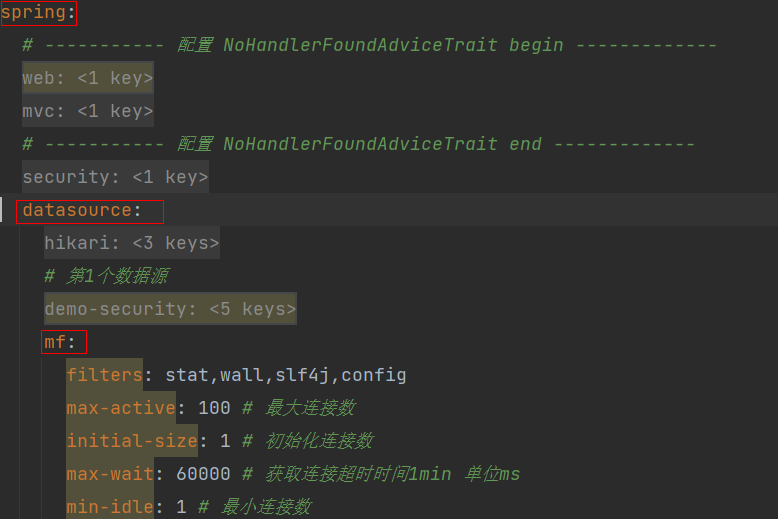 spring:
# ----------- 配置 NoHandlerFoundAdviceTrait begin -------------
web: <1 key>
mvc: <1 key>
# ----------- 配置 NoHandlerFoundAdviceTrait end -------------
security: <1 key>
datasource:
hikari: <3 keys>
# 第1个数据源
demo-security: <5 keys>
mf:
filters: stat,wall,slf4j,config
max-active: 100 # 最大连接数
initial-size: 1 # 初始化连接数
max-wait: 60000 # 获取连接超时时间1min 单位ms
min-idle: 1 # 最小连接数